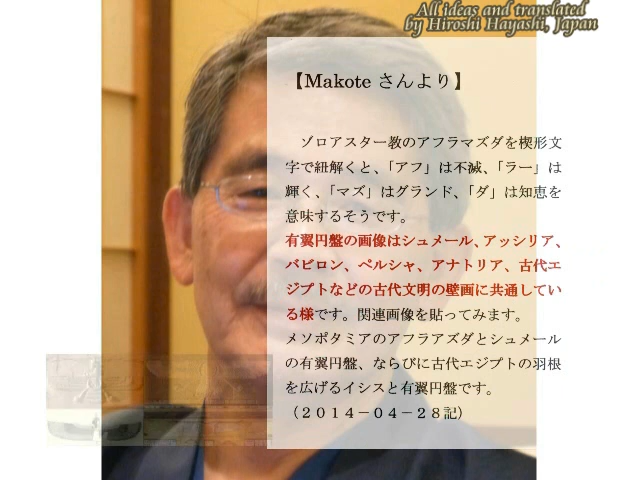 All ideas and translated
by Hiroshi Hayashi, Japan
【Makote さんより】
ゾロアスター教のアフラマズダを楔形文
字で紐解くと、「アフ」は不滅、「ラー」は
輝く、「マズ」はグランド、「ダ」は知恵を
意味するそうです。
有翼円盤の画像はシュメール、アッシリア、
バビロン、ペルシャ、アナトリア、古代エ
ジプトなどの古代文明の壁画に共通してい
る様です。関連画像を貼ってみます。
メソポタミアのアフラアズダとシュメール
の有翼円盤、ならびに古代エジプトの羽根
を広げるイシスと有翼円盤です。
（２０１４－０４－２８記）